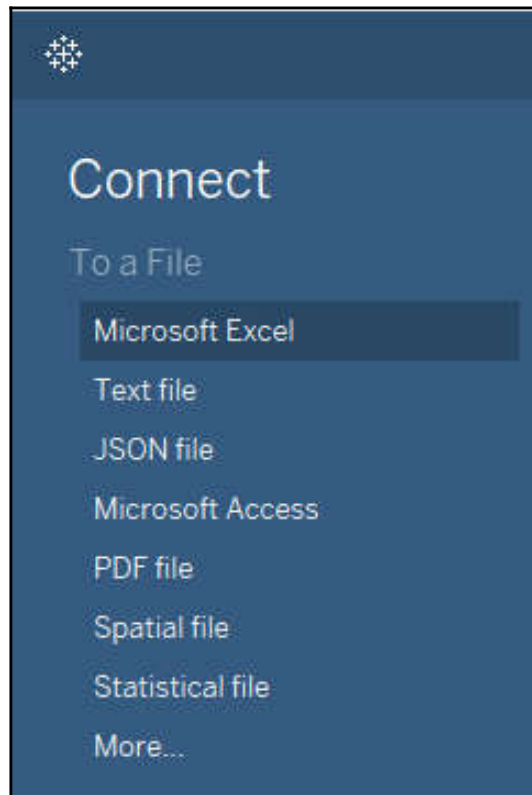 Connect
To a File
Microsoft Excel
Text file
JSON file
Microsoft Access
PDF file
Spatial file
Statistical file
More...